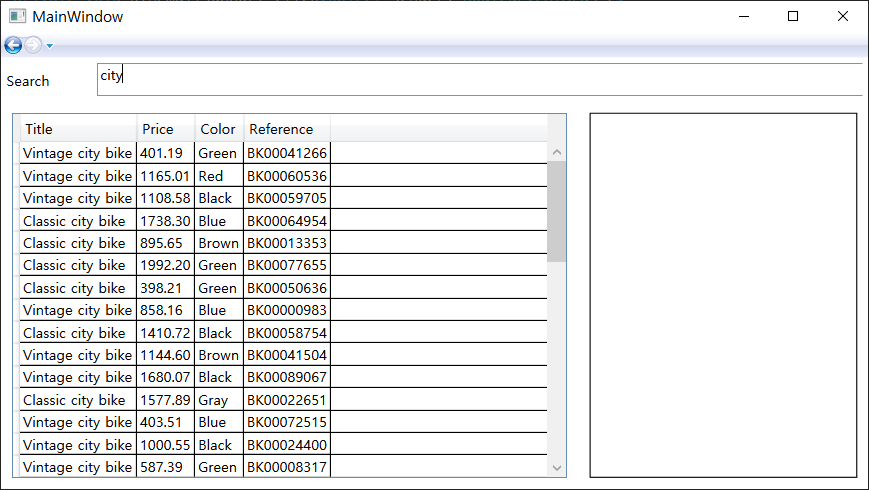 MainWindow
Search city
Title Price Color Reference
Vintage city bike 401.19 Green BK00041266
Vintage city bike 1165.01 Red BK00060536
Vintage city bike 1108.58 Black BK00059705
Classic city bike 1738.30 Blue BK00064954
Classic city bike 895.65 Brown BK00013353
Classic city bike 1992.20 Green BK00077655
Classic city bike 398.21 Green BK00050636
Vintage city bike 858.16 Blue BK00000983
Classic city bike 1410.72 Black BK00058754
Vintage city bike 1144.60 Brown BK00041504
Vintage city bike 1680.07 Black BK00089067
Classic city bike 1577.89 Gray BK00022651
Vintage city bike 403.51 Blue BK00072515
Vintage city bike 1000.55 Black BK00024400
Vintage city bike 587.39 Green BK00008317